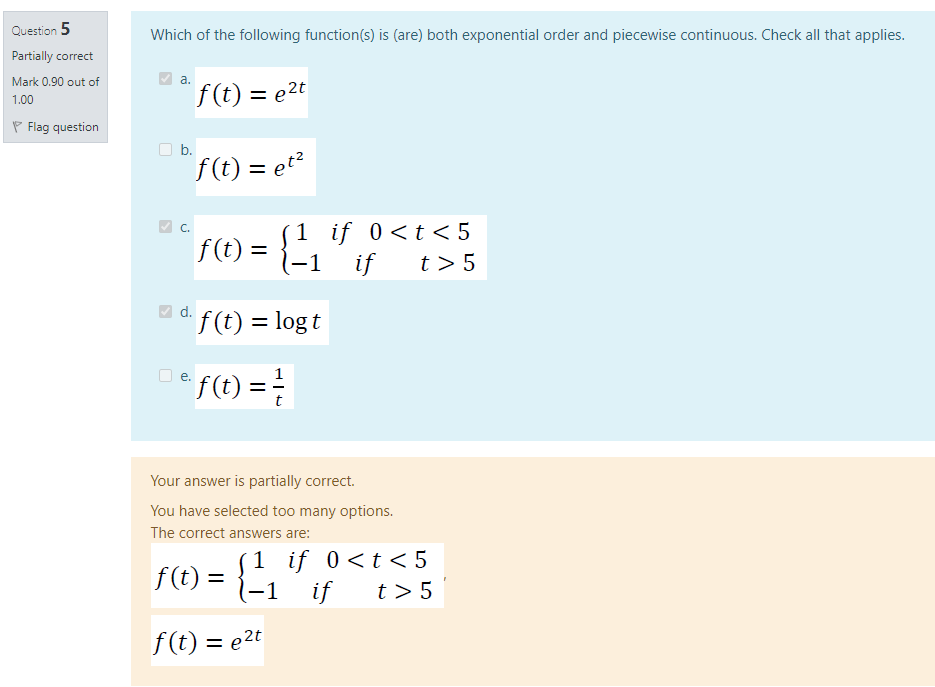 Question 5
Partially correct
Mark 0.90 out of
1.00
Flag question
Which of the following function(s) is (are) both exponential order and piecewise continuous. Check all that applies.
a. f(t) = e^{2t}
b. f(t) = e^{t^2}
c. f(t) = { 1 if 0 < t < 5
−1 if t > 5
d. f(t) = log t
e. f(t) = 1/t
Your answer is partially correct.
You have selected too many options.
The correct answers are:
f(t) = { 1 if 0 < t < 5
−1 if t > 5 ,
f(t) = e^{2t}